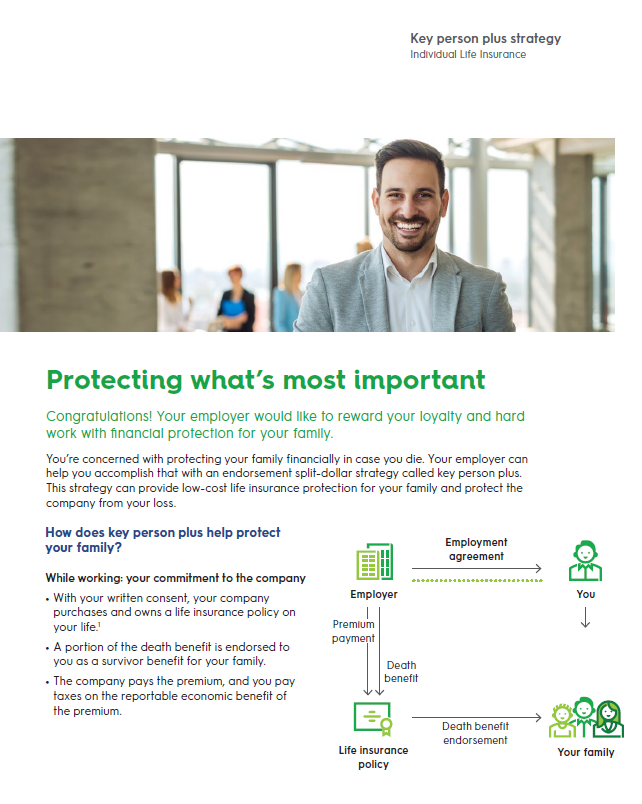 Key person plus strategy
Individual Life Insurance
Protecting what's most important
Congratulations! Your employer would like to reward your loyalty and hard
work with financial protection for your family.
You're concerned with protecting your family financially in case you die. Your employer can
help you accomplish that with an endorsement split-dollar strategy called key person plus.
This strategy can provide low-cost life insurance protection for your family and protect the
company from your loss.
How does key person plus help protect
your family?
While working: your commitment to the company
• With your written consent, your company
purchases and owns a life insurance policy on
your life.¹
• A portion of the death benefit is endorsed to
you as a survivor benefit for your family.
• The company pays the premium, and you pay
taxes on the reportable economic benefit of
the premium.
Employment
agreement
Employer
You
Premium
payment
Death
benefit
Life insurance
policy
Death benefit
endorsement
Your family